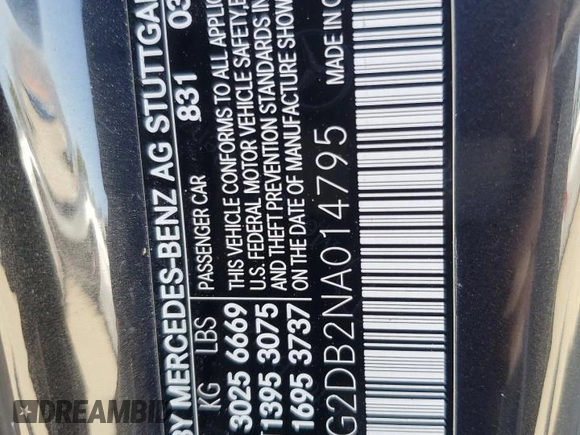 BY MERCEDES-BENZ AG STUTTGA
831 03
KG LBS PASSENGER CAR
3025 6669 THIS VEHICLE CONFORMS TO ALL APPLIC
U.S. FEDERAL MOTOR VEHICLE SAFETY,
1395 3075 AND THEFT PREVENTION STANDARDS
1695 3737 ON THE DATE OF MANUFACTURE MADE IN
G2DB2NA014795
DREAMBID